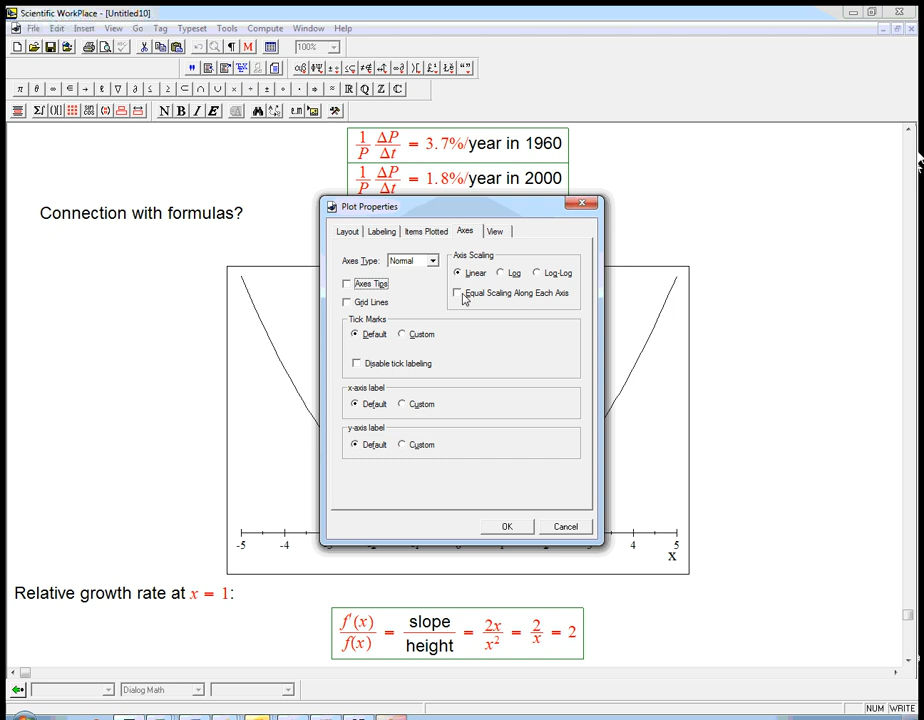 Scientific WorkPlace - [Untitled10]
File Edit Insert View Go Tag Typeset Tools Compute Window Help
100%
N B I E
1/P ΔP/Δt = 3.7%/year in 1960
1/P ΔP/Δt = 1.8%/year in 2000
Connection with formulas?
Plot Properties
Layout Labeling Items Plotted Axes View
Axes Type: Normal
Axis Scaling
Linear Log Log-Log
Equal Scaling Along Each Axis
Axes Tips
Grid Lines
Tick Marks
Default Custom
Disable tick labeling
x-axis label
Default Custom
y-axis label
Default Custom
OK Cancel
-5 -4 4 5
x
Relative growth rate at x = 1:
f′(x)/f(x) = slope/height = 2x/x² = 2/x = 2
Dialog Math
NUM WRITE